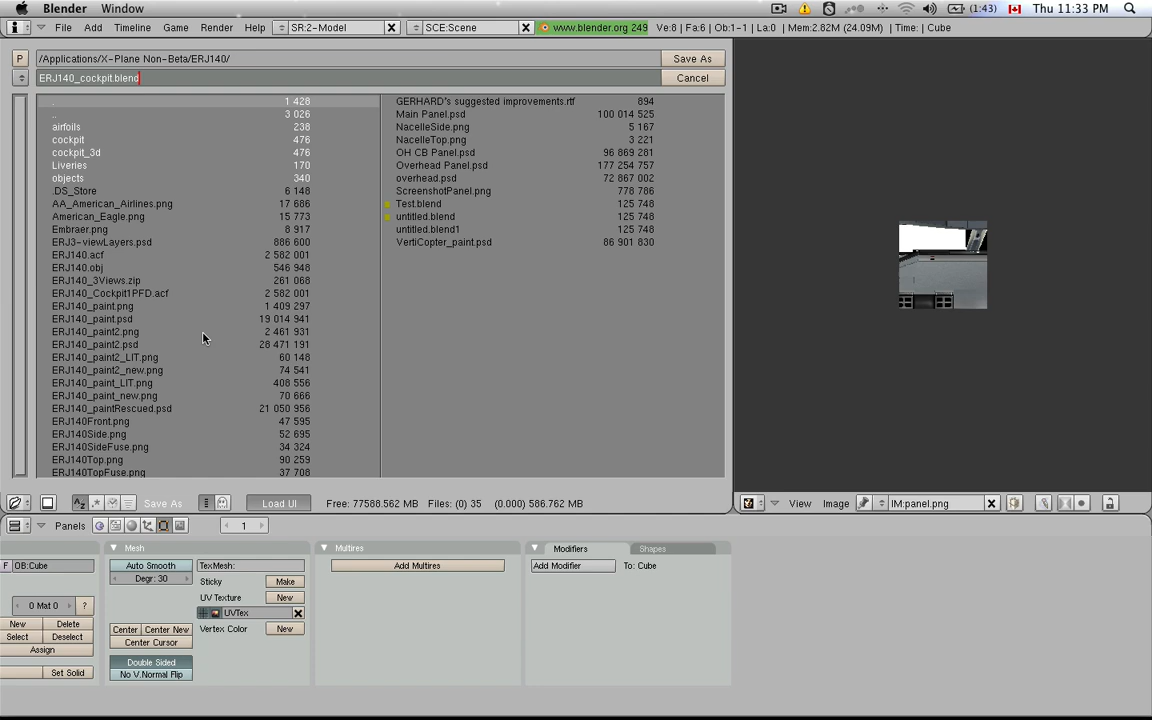 Blender Window (1:43) Thu 11:33 PM
File Add Timeline Game Render Help SR:2-Model SCE:Scene www.blender.org 249 Ve:8 | Fa:6 | Ob:1-1 | La:0 | Mem:2.82M (24.09M) | Time: | Cube
P /Applications/X-Plane Non-Beta/ERJ140/ Save As
ERJ140_cockpit.blend Cancel
. 1 428
.. 3 026
airfoils 238
cockpit 476
cockpit_3d 476
Liveries 170
objects 340
.DS_Store 6 148
AA_American_Airlines.png 17 686
American_Eagle.png 15 773
Embraer.png 8 917
ERJ3-viewLayers.psd 886 600
ERJ140.acf 2 582 001
ERJ140.obj 546 948
ERJ140_3Views.zip 261 068
ERJ140_Cockpit1PFD.acf 2 582 001
ERJ140_paint.png 1 409 297
ERJ140_paint.psd 19 014 941
ERJ140_paint2.png 2 461 931
ERJ140_paint2.psd 28 471 191
ERJ140_paint2_LIT.png 60 148
ERJ140_paint2_new.png 74 541
ERJ140_paint_LIT.png 408 556
ERJ140_paint_new.png 70 666
ERJ140_paintRescued.psd 21 050 956
ERJ140Front.png 47 595
ERJ140Side.png 52 695
ERJ140SideFuse.png 34 324
ERJ140Top.png 90 259
ERJ140TopFuse.png 37 708
GERHARD's suggested improvements.rtf 894
Main Panel.psd 100 014 525
NacelleSide.png 5 167
NacelleTop.png 3 221
OH CB Panel.psd 96 869 281
Overhead Panel.psd 177 254 757
overhead.psd 72 867 002
ScreenshotPanel.png 778 786
Test.blend 125 748
untitled.blend 125 748
untitled.blend1 125 748
VertiCopter_paint.psd 86 901 830
Save As Load UI Free: 77588.562 MB Files: (0) 35 (0.000) 586.762 MB View Image IM:panel.png
Panels 1
Mesh Multires Modifiers Shapes
F OB:Cube Auto Smooth TexMesh: Add Multires Add Modifier To: Cube
Degr: 30 Sticky Make
UV Texture New
0 Mat 0 ? UVTex
New Delete Center Center New Vertex Color New
Select Deselect Center Cursor
Assign
Double Sided
Set Solid No V.Normal Flip